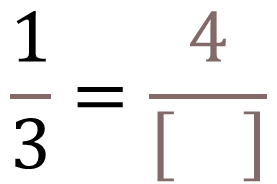 1/3 = 4/[ ]